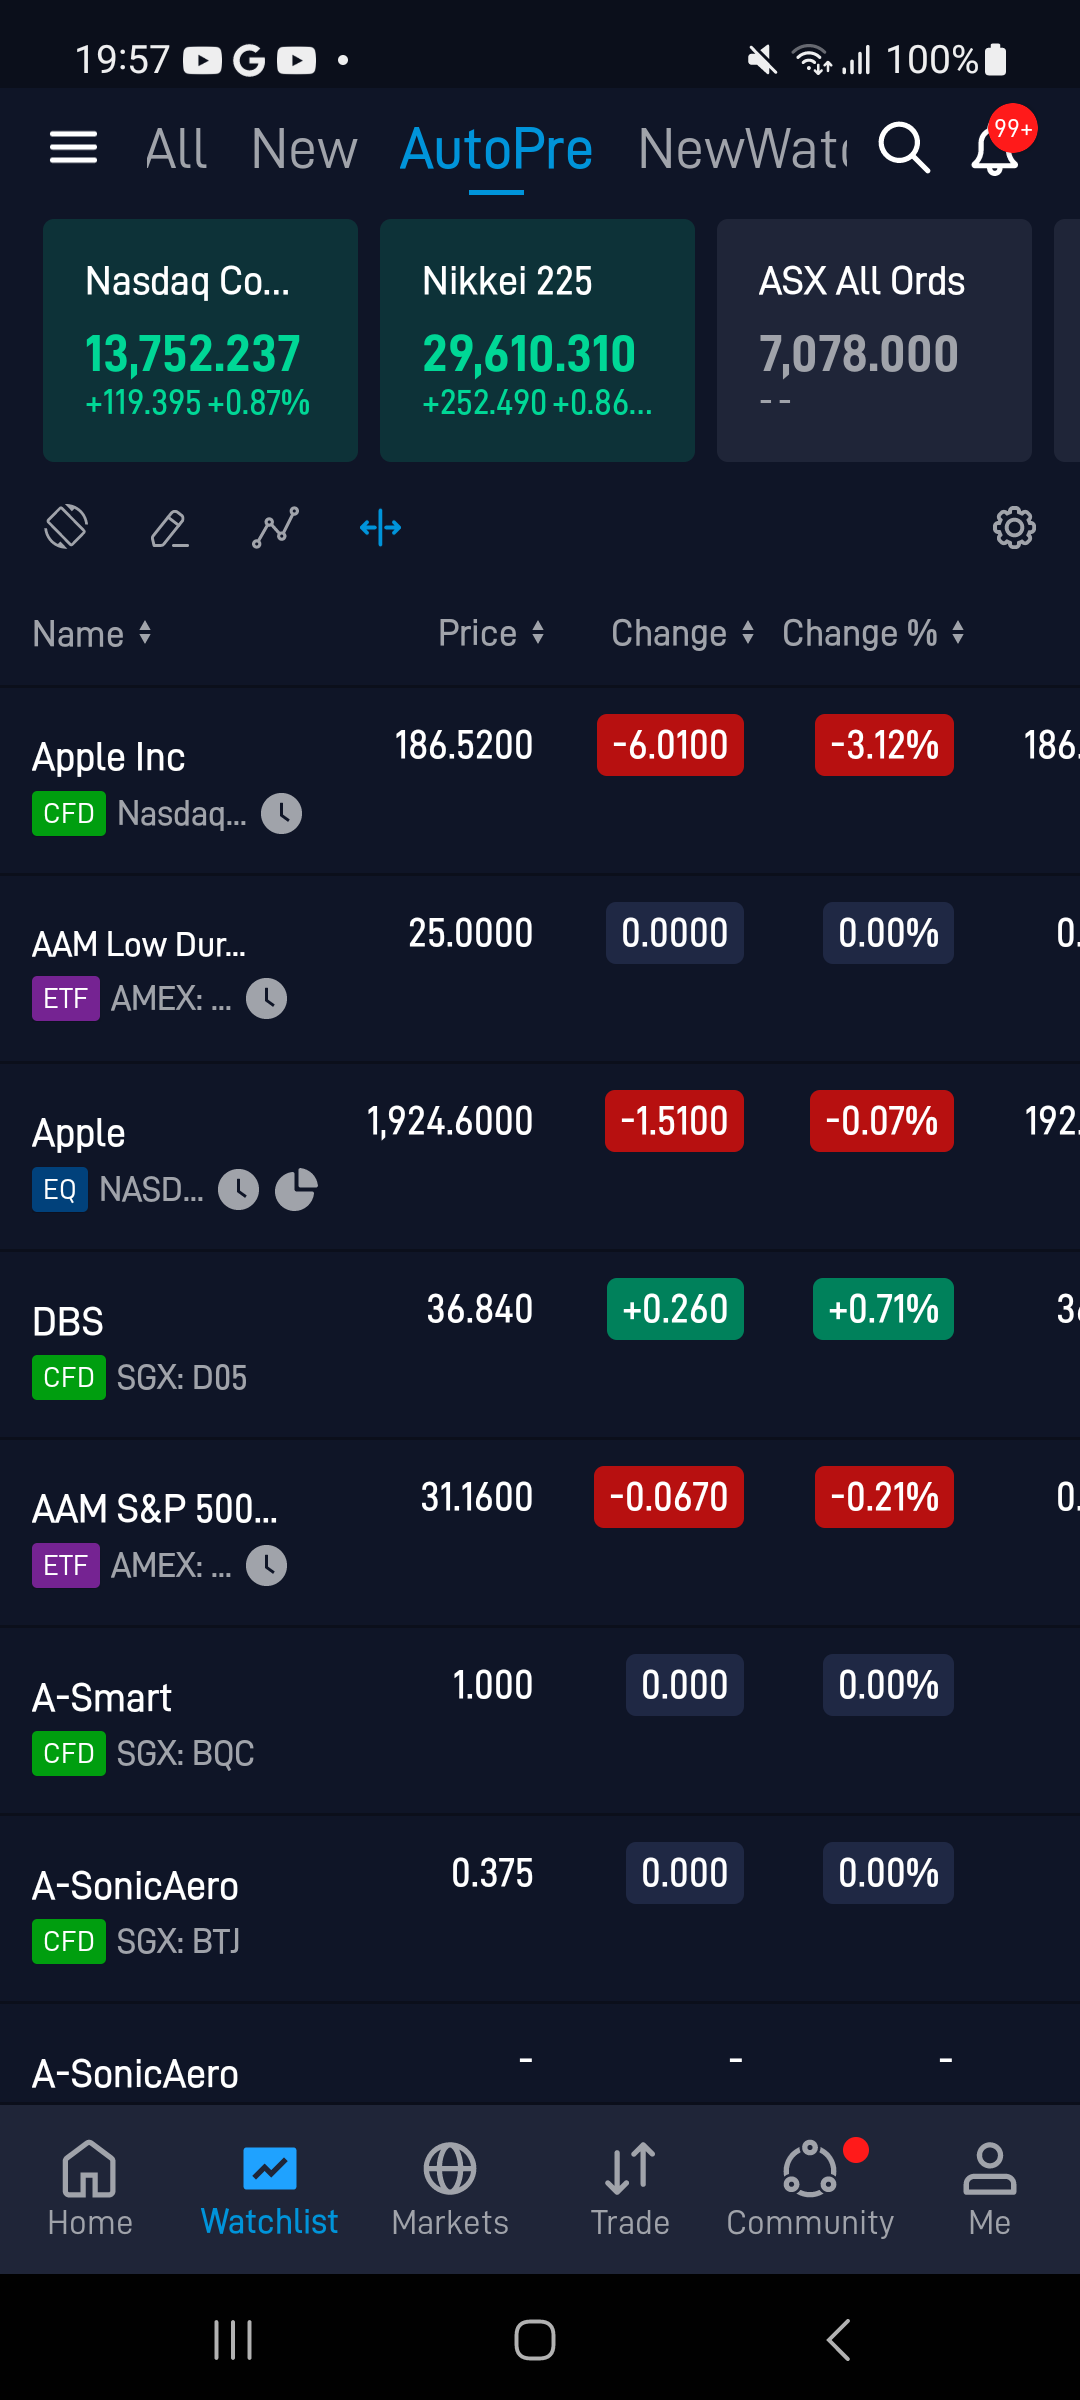 19:57 100%
All New AutoPre NewWatc 99+
Nasdaq Co... Nikkei 225 ASX All Ords
13,752.237 29,610.310 7,078.000
+119.395 +0.87% +252.490 +0.86... - -
Name Price Change Change %
Apple Inc 186.5200 -6.0100 -3.12% 186.
CFD Nasdaq...
AAM Low Dur... 25.0000 0.0000 0.00% 0.
ETF AMEX: ...
Apple 1,924.6000 -1.5100 -0.07% 192.
EQ NASD...
DBS 36.840 +0.260 +0.71% 36
CFD SGX: D05
AAM S&P 500... 31.1600 -0.0670 -0.21% 0.
ETF AMEX: ...
A-Smart 1.000 0.000 0.00%
CFD SGX: BQC
A-SonicAero 0.375 0.000 0.00%
CFD SGX: BTJ
A-SonicAero - - -
Home Watchlist Markets Trade Community Me